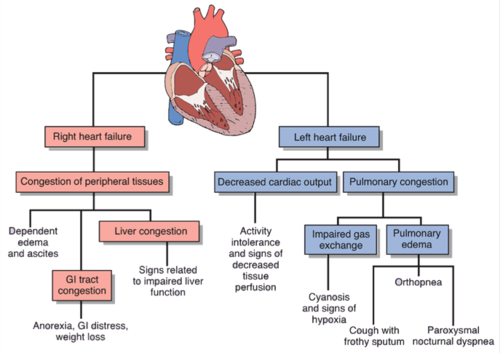 Right heart failure
Congestion of peripheral tissues
Dependent
edema
and ascites
Liver congestion
GI tract
congestion
Signs related
to impaired liver
function
Anorexia, GI distress,
weight loss
Left heart failure
Decreased cardiac output
Pulmonary congestion
Activity
intolerance and
signs of
decreased
tissue
perfusion
Impaired gas
exchange
Pulmonary
edema
Cyanosis
and signs of
hypoxia
Orthopnea
Cough with
frothy sputum
Paroxysmal
nocturnal dyspnea